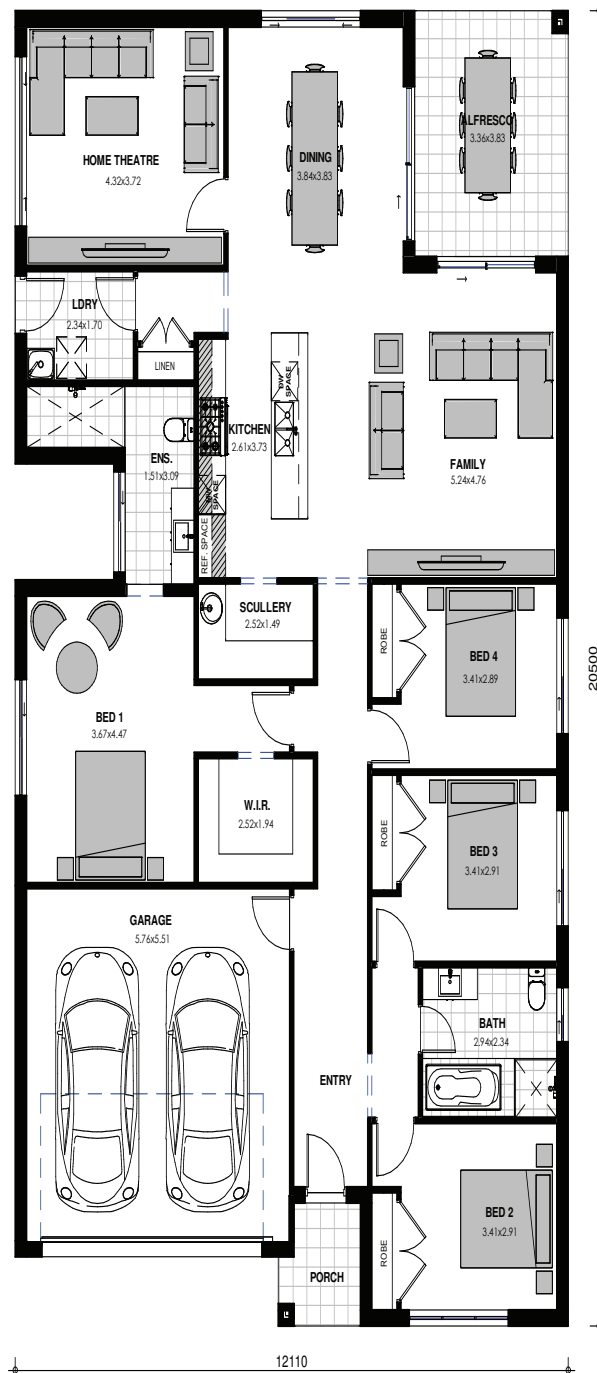 HOME THEATRE
4.32x3.72
DINING
3.84x3.83
ALFRESCO
3.36x3.83
LDRY
2.34x1.70
LINEN
KITCHEN
2.61x3.73
DW
SPACE
MW
SPACE
REF. SPACE
FAMILY
5.24x4.76
ENS.
1.51x3.09
SCULLERY
2.52x1.49
BED 4
3.41x2.89
ROBE
BED 1
3.67x4.47
W.I.R.
2.52x1.94
BED 3
3.41x2.91
ROBE
GARAGE
5.76x5.51
BATH
2.94x2.34
ENTRY
BED 2
3.41x2.91
ROBE
PORCH
20500
12110